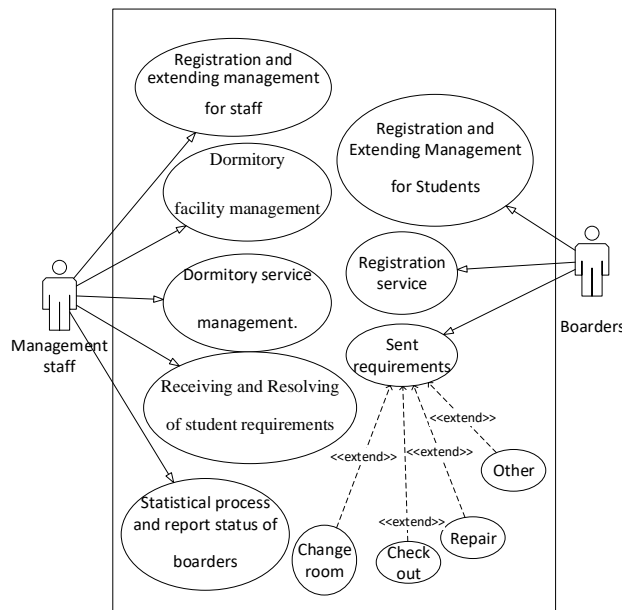 Registration and
extending management
for staff
Registration and
Extending Management
for Students
Dormitory
facility management
Registration
service
Dormitory service
management.
Management
staff
Boarders
Sent
requirements
Receiving and Resolving
of student requirements
<<extend>>
<<extend>>
<<extend>>
<<extend>>
Other
Statistical process
and report status of
boarders
Change
room
Check
out
Repair